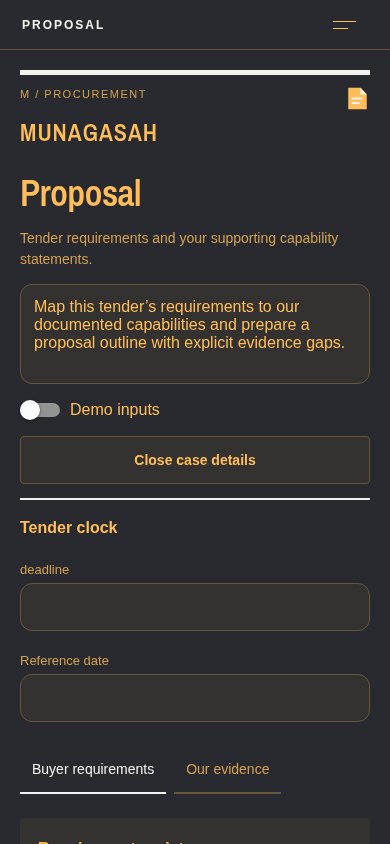 PROPOSAL
M / PROCUREMENT
MUNAGASAH
Proposal
Tender requirements and your supporting capability
statements.
Map this tender’s requirements to our
documented capabilities and prepare a
proposal outline with explicit evidence gaps.
Demo inputs
Close case details
Tender clock
deadline
Reference date
Buyer requirements
Our evidence